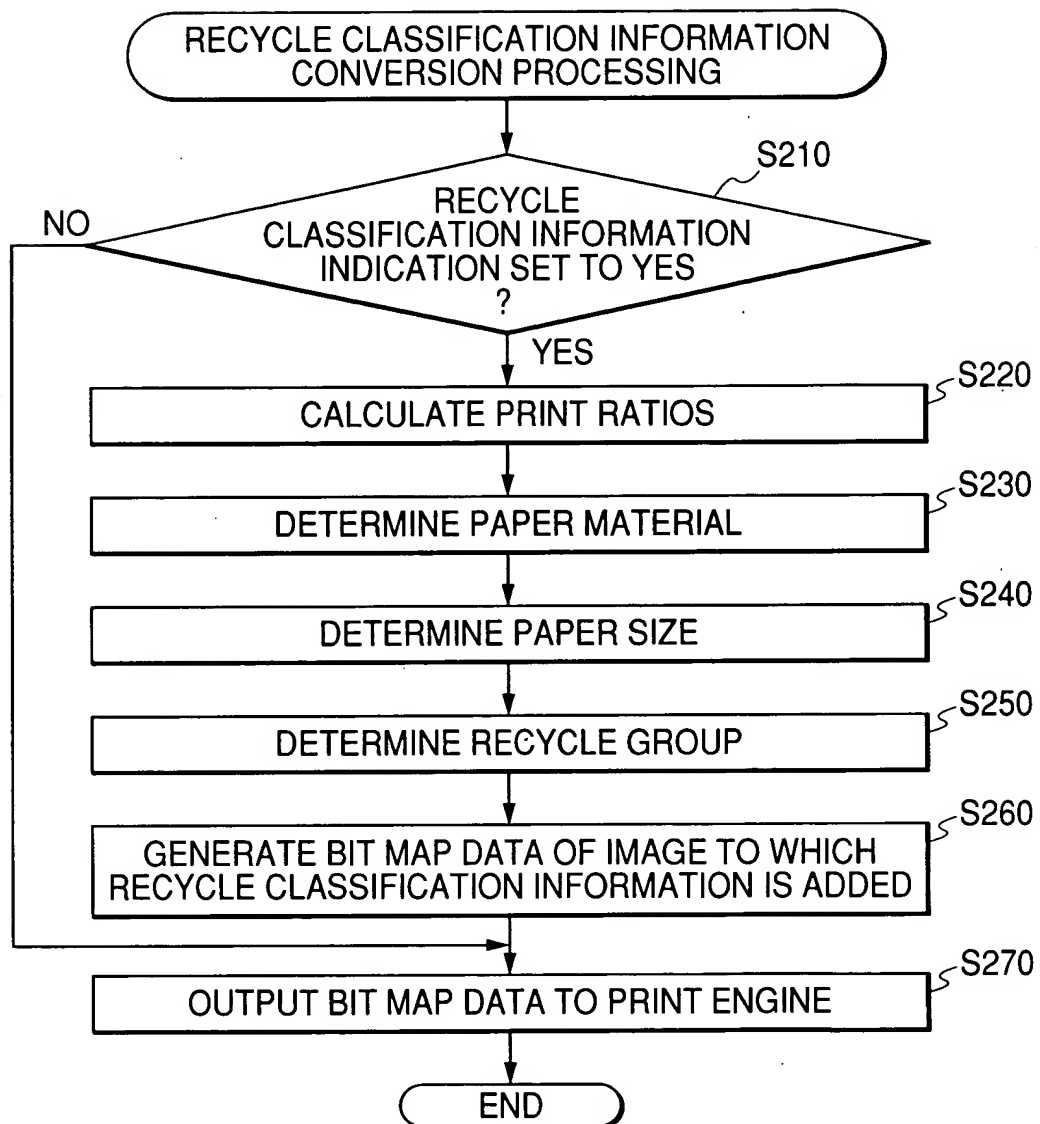 RECYCLE CLASSIFICATION INFORMATION
CONVERSION PROCESSING
S210
RECYCLE
CLASSIFICATION INFORMATION
INDICATION SET TO YES
?
NO
YES
S220
CALCULATE PRINT RATIOS
S230
DETERMINE PAPER MATERIAL
S240
DETERMINE PAPER SIZE
S250
DETERMINE RECYCLE GROUP
S260
GENERATE BIT MAP DATA OF IMAGE TO WHICH
RECYCLE CLASSIFICATION INFORMATION IS ADDED
S270
OUTPUT BIT MAP DATA TO PRINT ENGINE
END